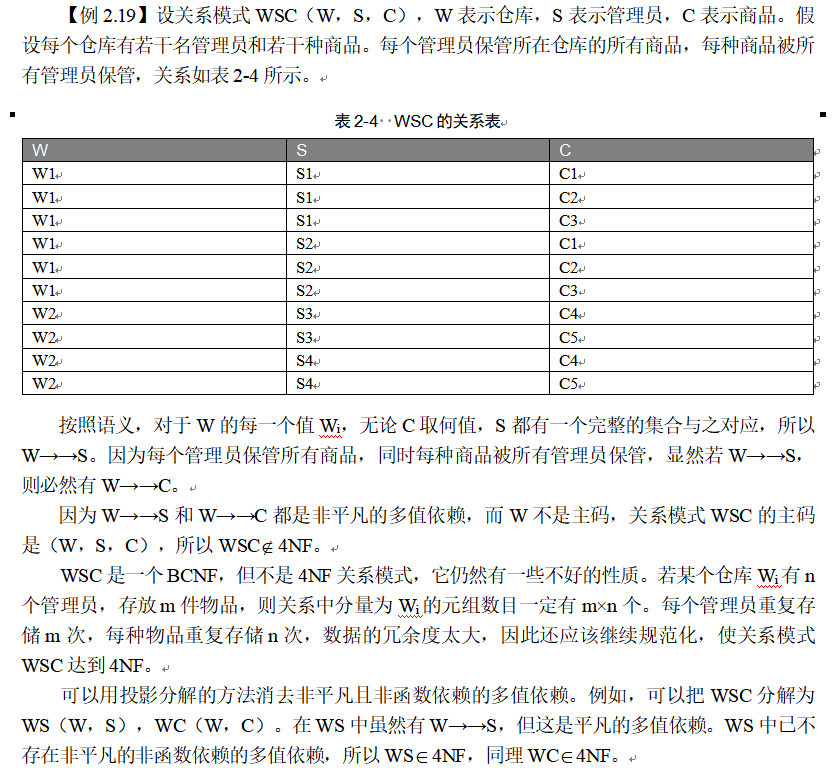 【例 2.19】设关系模式 WSC（W，S，C），W 表示仓库，S 表示管理员，C 表示商品。假
设每个仓库有若干名管理员和若干种商品。每个管理员保管所在仓库的所有商品，每种商品被所
有管理员保管，关系如表 2-4 所示。
表 2-4 WSC 的关系表
W S C
W1 S1 C1
W1 S1 C2
W1 S1 C3
W1 S2 C1
W1 S2 C2
W1 S2 C3
W2 S3 C4
W2 S3 C5
W2 S4 C4
W2 S4 C5
按照语义，对于 W 的每一个值 Wi，无论 C 取何值，S 都有一个完整的集合与之对应，所以
W→→S。因为每个管理员保管所有商品，同时每种商品被所有管理员保管，显然若 W→→S，
则必然有 W→→C。
因为 W→→S 和 W→→C 都是非平凡的多值依赖，而 W 不是主码，关系模式 WSC 的主码
是（W，S，C），所以 WSC∉4NF。
WSC 是一个 BCNF，但不是 4NF 关系模式，它仍然有一些不好的性质。若某个仓库 Wi 有 n
个管理员，存放 m 件物品，则关系中分量为 Wi 的元组数目一定有 m×n 个。每个管理员重复存
储 m 次，每种物品重复存储 n 次，数据的冗余度太大，因此还应该继续规范化，使关系模式
WSC 达到 4NF。
可以用投影分解的方法消去非平凡且非函数依赖的多值依赖。例如，可以把 WSC 分解为
WS（W，S），WC（W，C）。在 WS 中虽然有 W→→S，但这是平凡的多值依赖。WS 中已不
存在非平凡的非函数依赖的多值依赖，所以 WS∈4NF，同理 WC∈4NF。